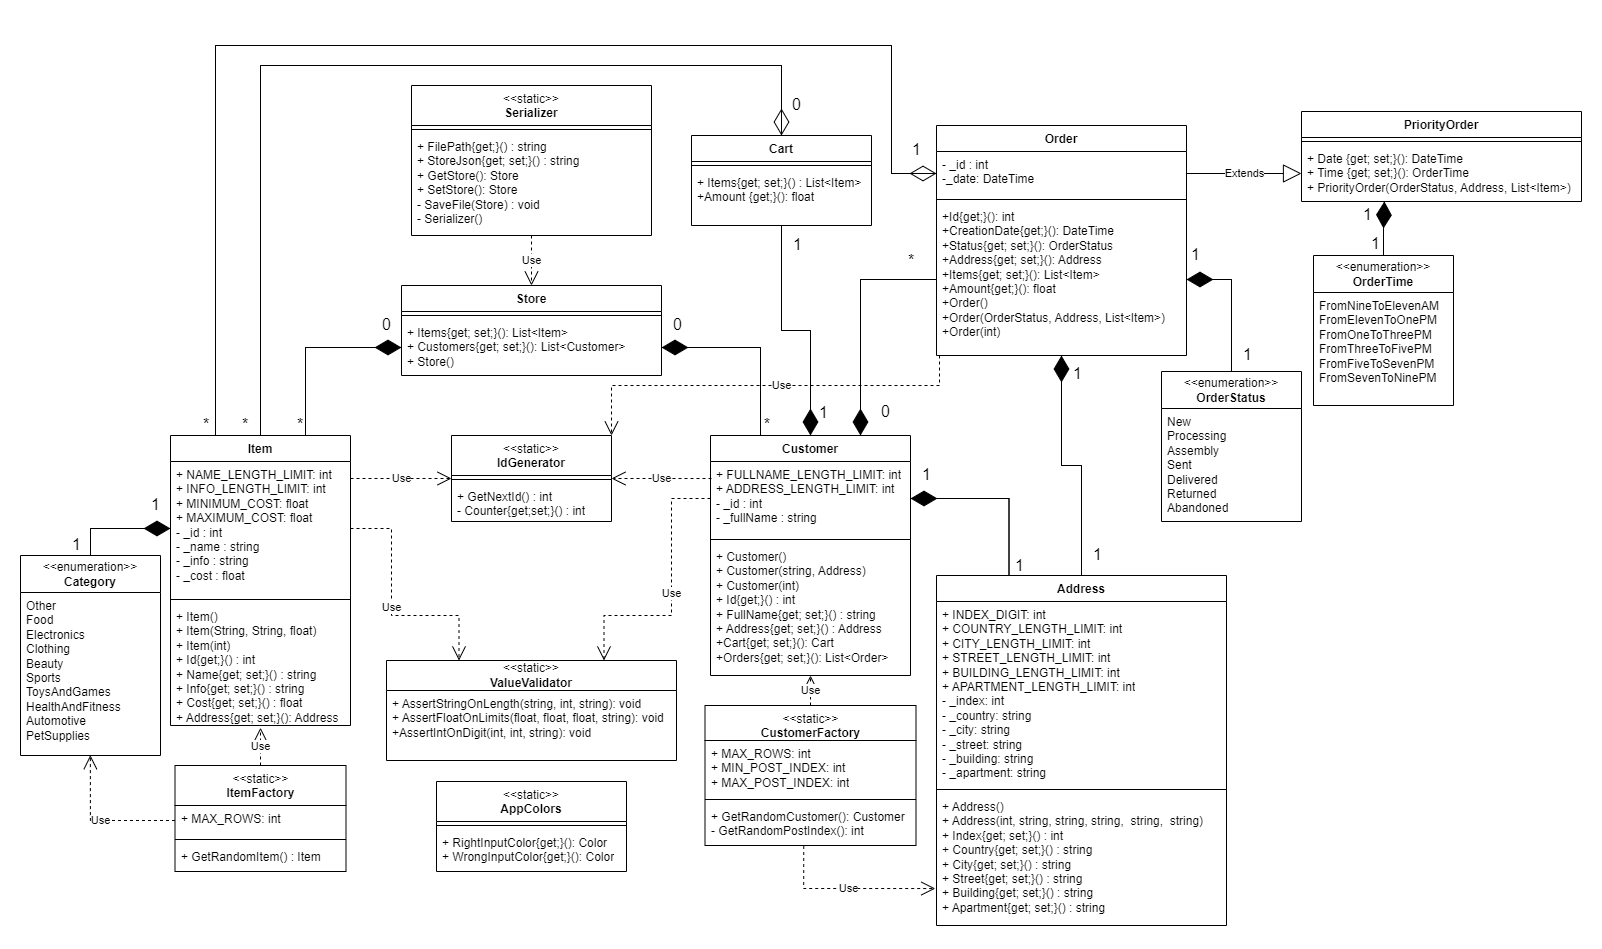 <<static>>
Serializer
+ FilePath{get;}() : string
+ StoreJson{get; set;}() : string
+ GetStore(): Store
+ SetStore(): Store
- SaveFile(Store) : void
- Serializer()
Use
0
Cart
+ Items{get; set;}() : List<Item>
+Amount {get;}(): float
1
1
Order
- _id : int
-_date: DateTime
+Id{get;}(): int
+CreationDate{get;}(): DateTime
+Status{get; set;}(): OrderStatus
+Address{get; set;}(): Address
+Items{get; set;}(): List<Item>
+Amount{get;}(): float
+Order()
+Order(OrderStatus, Address, List<Item>)
+Order(int)
*
Extends
PriorityOrder
+ Date {get; set;}(): DateTime
+ Time {get; set;}(): OrderTime
+ PriorityOrder(OrderStatus, Address, List<Item>)
1
1
<<enumeration>>
OrderTime
FromNineToElevenAM
FromElevenToOnePM
FromOneToThreePM
FromThreeToFivePM
FromFiveToSevenPM
FromSevenToNinePM
1
1
<<enumeration>>
OrderStatus
New
Processing
Assembly
Sent
Delivered
Returned
Abandoned
Store
+ Items{get; set;}(): List<Item>
+ Customers{get; set;}(): List<Customer>
+ Store()
0
0
Use
1
*
*
*
*
1
0
Item
+ NAME_LENGTH_LIMIT: int
+ INFO_LENGTH_LIMIT: int
+ MINIMUM_COST: float
+ MAXIMUM_COST: float
- _id : int
- _name : string
- _info : string
- _cost : float
+ Item()
+ Item(String, String, float)
+ Item(int)
+ Id{get;}() : int
+ Name{get; set;}() : string
+ Info{get; set;}() : string
+ Cost{get; set;}() : float
+ Address{get; set;}(): Address
Use
<<static>>
IdGenerator
+ GetNextId() : int
- Counter{get;set;}() : int
Use
Customer
+ FULLNAME_LENGTH_LIMIT: int
+ ADDRESS_LENGTH_LIMIT: int
- _id : int
- _fullName : string
+ Customer()
+ Customer(string, Address)
+ Customer(int)
+ Id{get;}() : int
+ FullName{get; set;}() : string
+ Address{get; set;}() : Address
+Cart{get; set;}(): Cart
+Orders{get; set;}(): List<Order>
1
1
1
1
1
<<enumeration>>
Category
Other
Food
Electronics
Clothing
Beauty
Sports
ToysAndGames
HealthAndFitness
Automotive
PetSupplies
Use
Use
<<static>>
ValueValidator
+ AssertStringOnLength(string, int, string): void
+ AssertFloatOnLimits(float, float, float, string): void
+AssertIntOnDigit(int, int, string): void
Address
+ INDEX_DIGIT: int
+ COUNTRY_LENGTH_LIMIT: int
+ CITY_LENGTH_LIMIT: int
+ STREET_LENGTH_LIMIT: int
+ BUILDING_LENGTH_LIMIT: int
+ APARTMENT_LENGTH_LIMIT: int
- _index: int
- _country: string
- _city: string
- _street: string
- _building: string
- _apartment: string
+ Address()
+ Address(int, string, string, string, string, string)
+ Index{get; set;}() : int
+ Country{get; set;}() : string
+ City{get; set;}() : string
+ Street{get; set;}() : string
+ Building{get; set;}() : string
+ Apartment{get; set;}() : string
Use
<<static>>
ItemFactory
+ MAX_ROWS: int
+ GetRandomItem() : Item
Use
<<static>>
AppColors
+ RightInputColor{get;}(): Color
+ WrongInputColor{get;}(): Color
Use
<<static>>
CustomerFactory
+ MAX_ROWS: int
+ MIN_POST_INDEX: int
+ MAX_POST_INDEX: int
+ GetRandomCustomer(): Customer
- GetRandomPostIndex(): int
Use